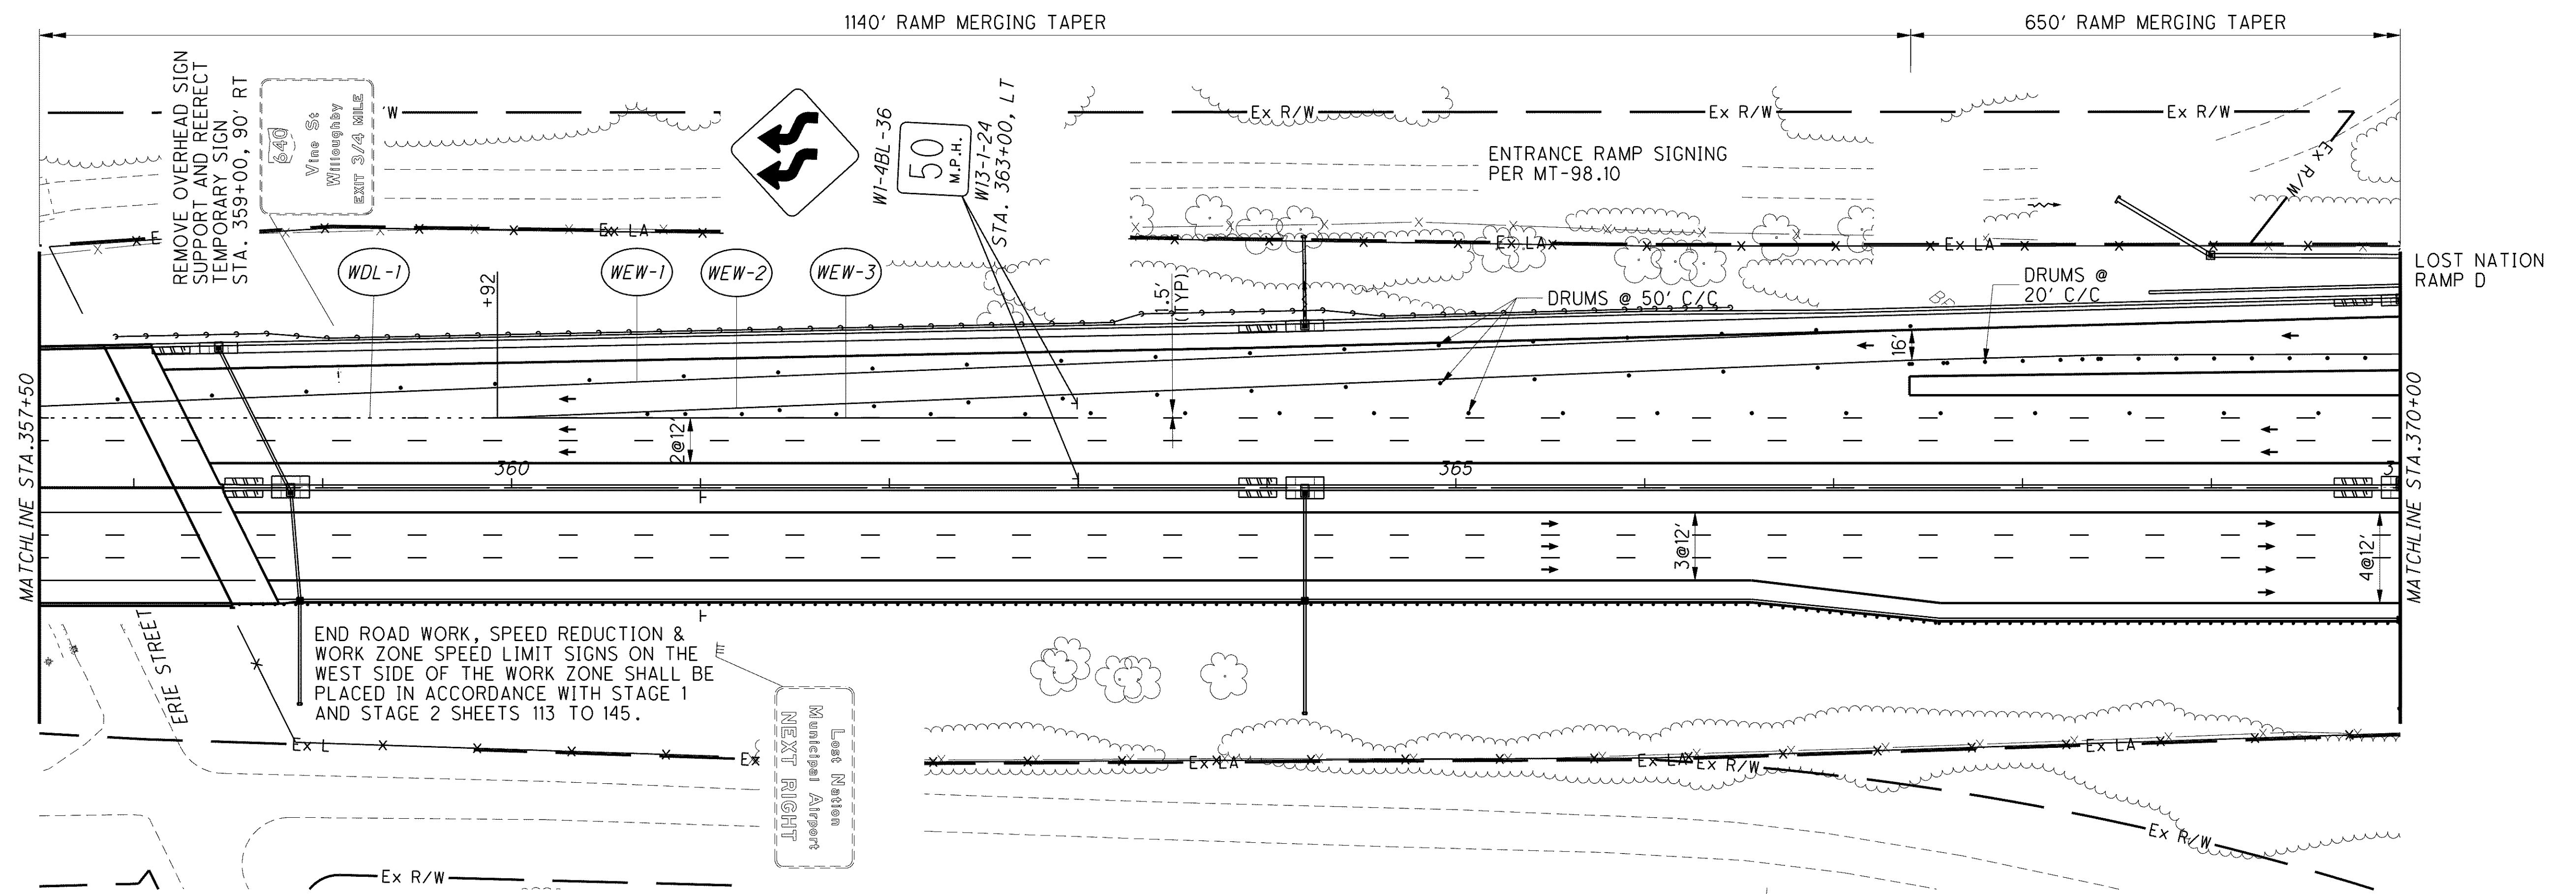 1140' RAMP MERGING TAPER
650' RAMP MERGING TAPER
REMOVE OVERHEAD SIGN
SUPPORT AND REERECT
TEMPORARY SIGN
STA. 359+00, 90' RT
640
Vine St
Willoughby
EXIT 3/4 MILE
'W
W1-4BL-36
50
M.P.H.
W13-1-24
STA. 363+00, LT
Ex R/W
Ex R/W
Ex R/W
Ex R/W
ENTRANCE RAMP SIGNING
PER MT-98.10
E
Ex LA
Ex LA
Ex LA
LOST NATION
RAMP D
WDL-1
WEW-1
WEW-2
WEW-3
+92
1.5'
(TYP)
DRUMS @ 50' C/C
DRUMS @
20' C/C
16'
2@12'
360
365
3
MATCHLINE STA.357+50
MATCHLINE STA.370+00
3@12'
4@12'
ERIE STREET
END ROAD WORK, SPEED REDUCTION &
WORK ZONE SPEED LIMIT SIGNS ON THE
WEST SIDE OF THE WORK ZONE SHALL BE
PLACED IN ACCORDANCE WITH STAGE 1
AND STAGE 2 SHEETS 113 TO 145.
Lost Nation
Municipal Airport
NEXT RIGHT
Ex L
Ex
Ex LA
Ex LA
Ex R/W
Ex LA
Ex R/W
Ex R/W